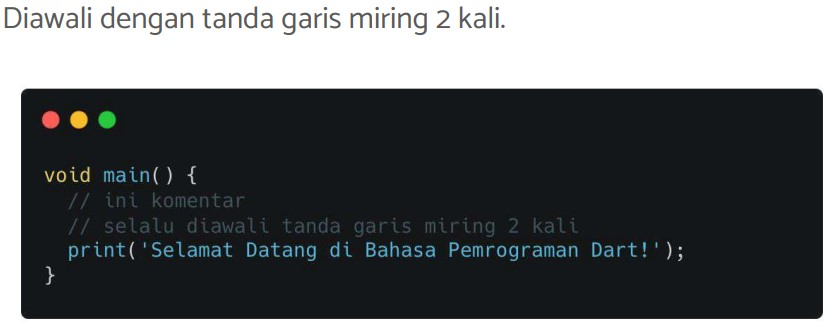 Diawali dengan tanda garis miring 2 kali.
void main() {
  // ini komentar
  // selalu diawali tanda garis miring 2 kali
  print('Selamat Datang di Bahasa Pemrograman Dart!');
}